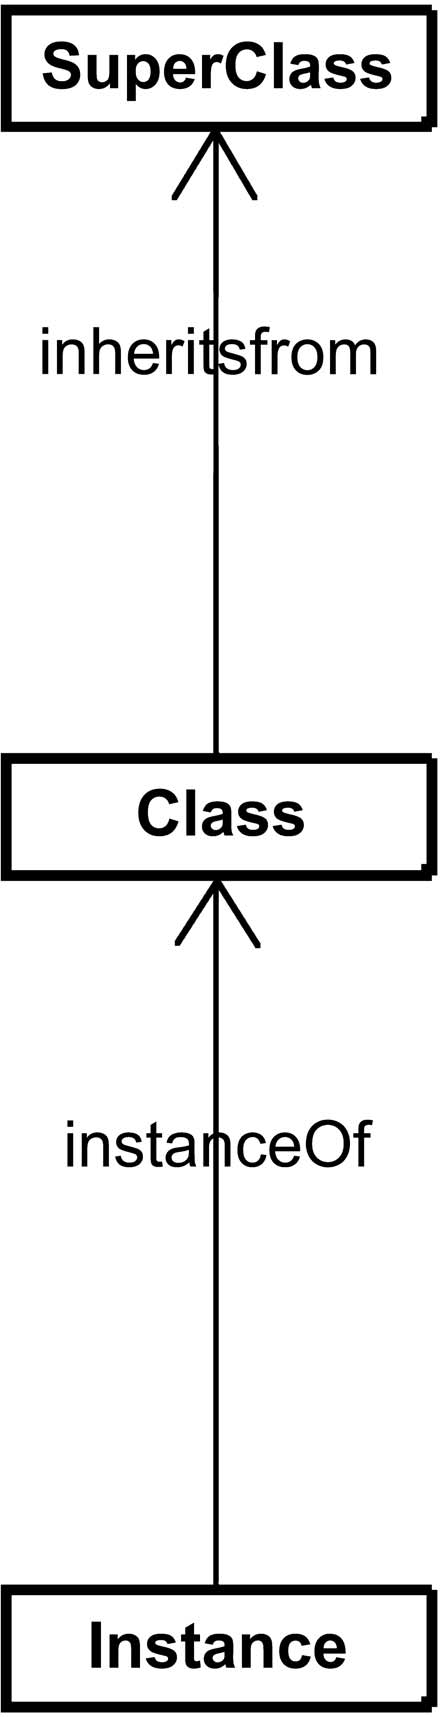 SuperClass
inheritsfrom
Class
instanceOf
Instance